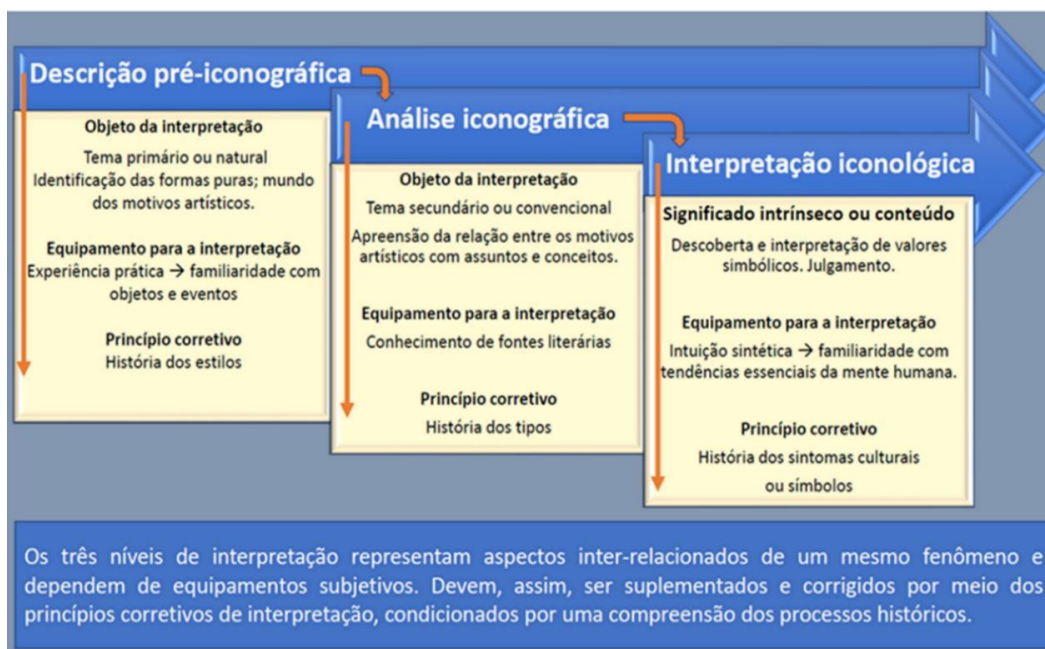 Descrição pré-iconográfica
Objeto da interpretação
Tema primário ou natural
Identificação das formas puras; mundo
dos motivos artísticos.
Equipamento para a interpretação
Experiência prática → familiaridade com
objetos e eventos
Princípio corretivo
História dos estilos
Análise iconográfica
Objeto da interpretação
Tema secundário ou convencional
Apreensão da relação entre os motivos
artísticos com assuntos e conceitos.
Equipamento para a interpretação
Conhecimento de fontes literárias
Princípio corretivo
História dos tipos
Interpretação iconológica
Significado intrínseco ou conteúdo
Descoberta e interpretação de valores
simbólicos. Julgamento.
Equipamento para a interpretação
Intuição sintética → familiaridade com
tendências essenciais da mente humana.
Princípio corretivo
História dos sintomas culturais
ou símbolos
Os três níveis de interpretação representam aspectos inter-relacionados de um mesmo fenômeno e
dependem de equipamentos subjetivos. Devem, assim, ser suplementados e corrigidos por meio dos
princípios corretivos de interpretação, condicionados por uma compreensão dos processos históricos.